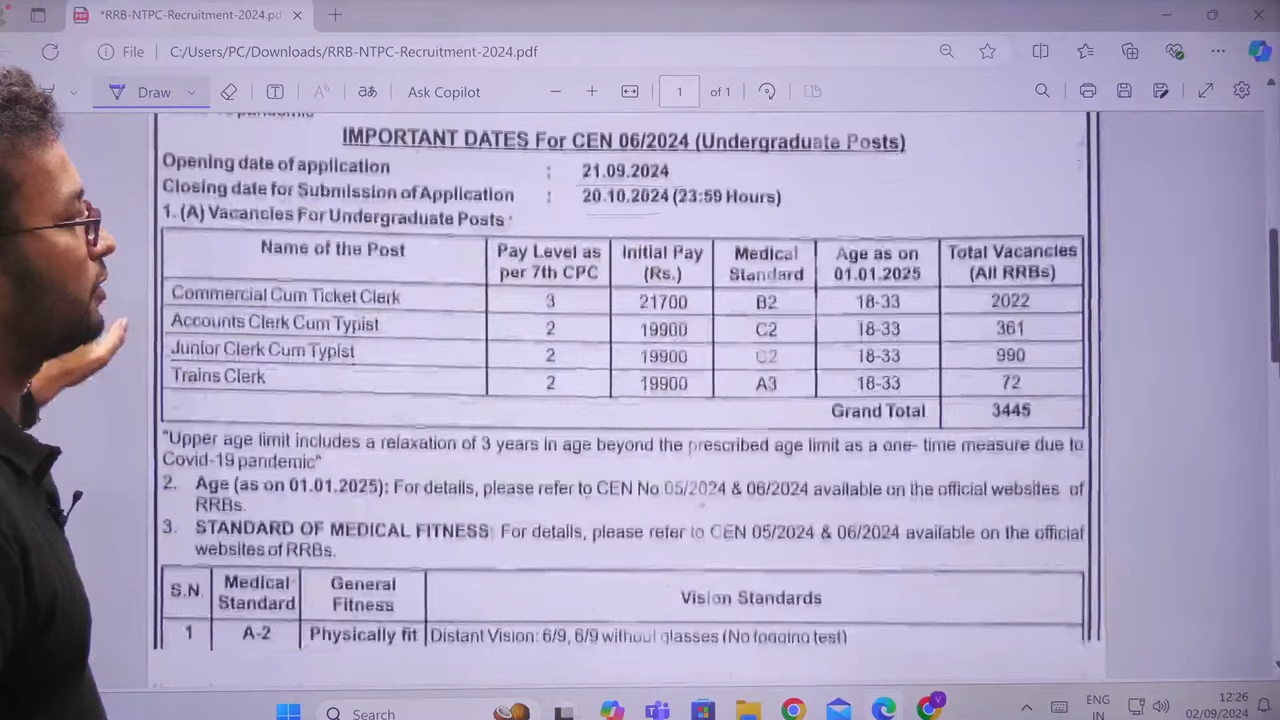 *RRB-NTPC-Recruitment-2024.pd
File C:/Users/PC/Downloads/RRB-NTPC-Recruitment-2024.pdf
Draw Ask Copilot 1 of 1
IMPORTANT DATES For CEN 06/2024 (Undergraduate Posts)
Opening date of application : 21.09.2024
Closing date for Submission of Application : 20.10.2024 (23:59 Hours)
1. (A) Vacancies For Undergraduate Posts
Name of the Post Pay Level as per 7th CPC Initial Pay (Rs.) Medical Standard Age as on 01.01.2025 Total Vacancies (All RRBs)
Commercial Cum Ticket Clerk 3 21700 B2 18-33 2022
Accounts Clerk Cum Typist 2 19900 C2 18-33 361
Junior Clerk Cum Typist 2 19900 C2 18-33 990
Trains Clerk 2 19900 A3 18-33 72
Grand Total 3445
"Upper age limit includes a relaxation of 3 years in age beyond the prescribed age limit as a one- time measure due to
Covid-19 pandemic"
2. Age (as on 01.01.2025): For details, please refer to CEN No 05/2024 & 06/2024 available on the official websites of
RRBs.
3. STANDARD OF MEDICAL FITNESS: For details, please refer to CEN 05/2024 & 06/2024 available on the official
websites of RRBs.
S.N. Medical Standard General Fitness Vision Standards
1 A-2 Physically fit Distant Vision: 6/9, 6/9 without glasses (No fogging test)
Search
ENG
IN
12:26
02/09/2024